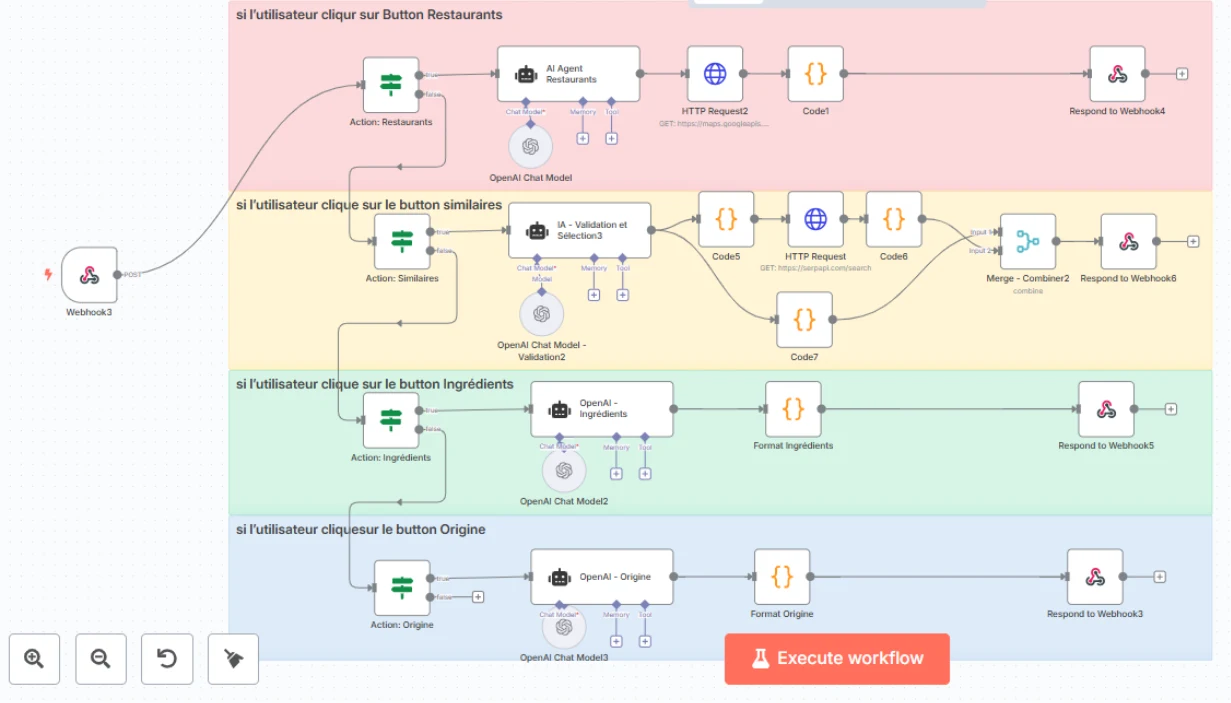 si l'utilisateur cliqur sur Button Restaurants
true
false
Action: Restaurants
AI Agent
Restaurants
Chat Model*
Memory
Tool
OpenAI Chat Model
HTTP Request2
GET: https://maps.googleapis....
Code1
Respond to Webhook4
si l'utilisateur clique sur le button similaires
true
false
Action: Similaires
IA - Validation et
Sélection3
Chat Model*
Model
Memory
Tool
OpenAI Chat Model -
Validation2
Code5
HTTP Request
GET: https://serpapi.com/search
Code6
Code7
Input 1
Input 2
Merge - Combiner2
combine
Respond to Webhook6
POST
Webhook3
si l'utilisateur clique sur le button Ingrédients
true
false
Action: Ingrédients
OpenAI -
Ingrédients
Chat Model*
Memory
Tool
OpenAI Chat Model2
Format Ingrédients
Respond to Webhook5
si l'utilisateur cliquesur le button Origine
true
false
Action: Origine
OpenAI - Origine
Chat Model*
Memory
Tool
OpenAI Chat Model3
Format Origine
Respond to Webhook3
Execute workflow